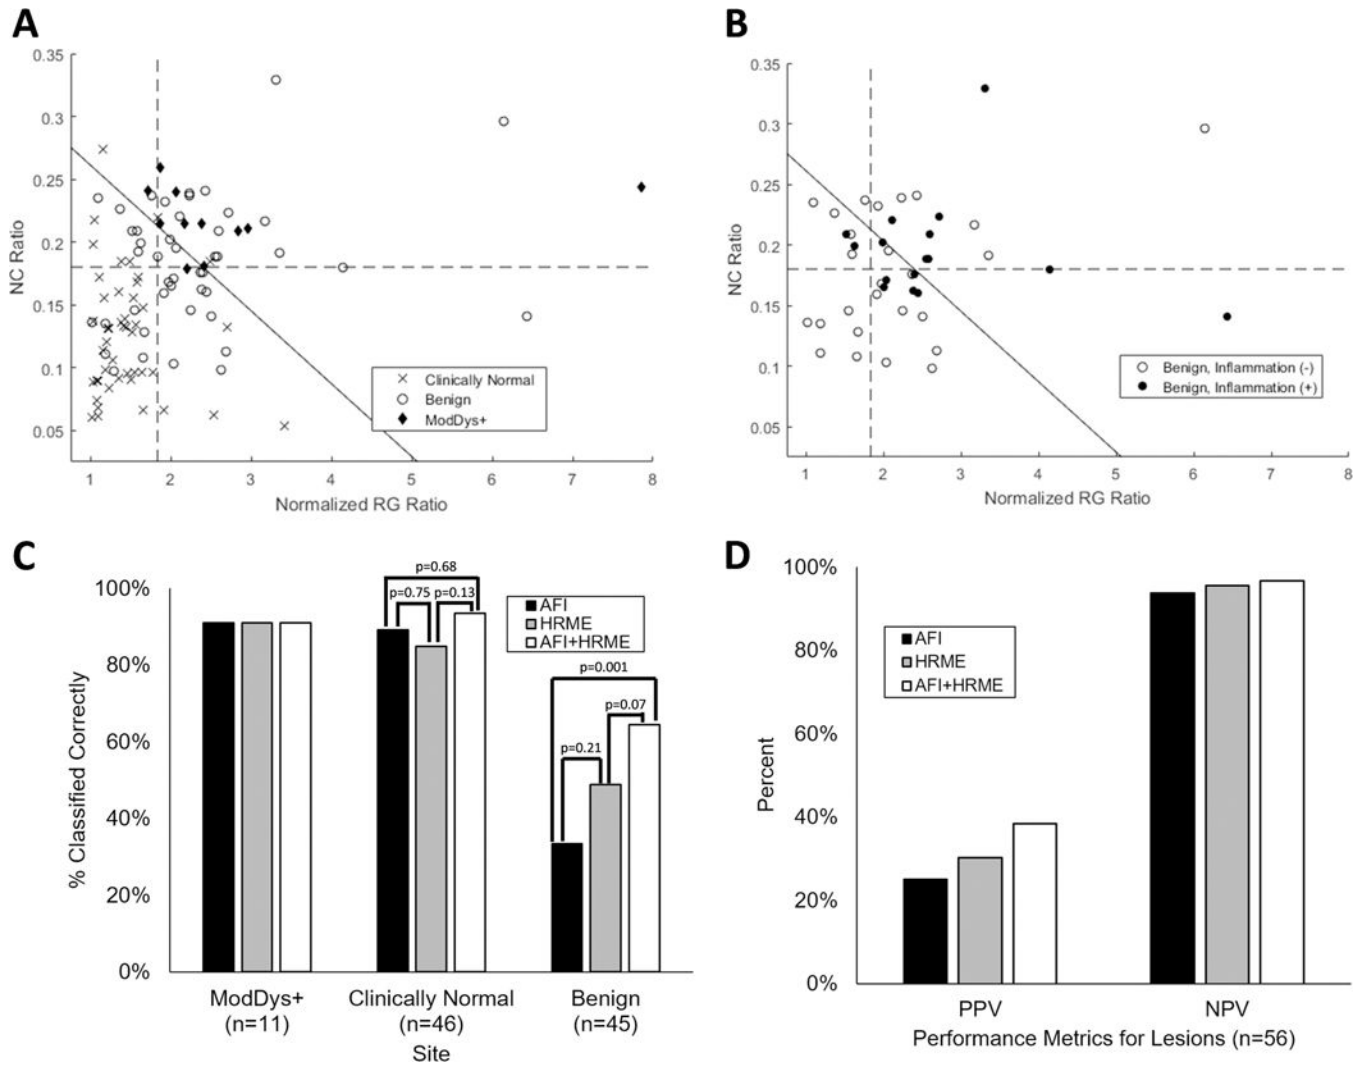 A
0.35
0.3
0.25
0.2
0.15
0.1
0.05
NC Ratio
1 2 3 4 5 6 7 8
Normalized RG Ratio
Clinically Normal
Benign
ModDys+
B
0.35
0.3
0.25
0.2
0.15
0.1
0.05
NC Ratio
1 2 3 4 5 6 7 8
Normalized RG Ratio
Benign, Inflammation (-)
Benign, Inflammation (+)
C
100%
80%
60%
40%
20%
0%
% Classified Correctly
p=0.68
p=0.75 p=0.13
AFI
HRME
AFI+HRME
p=0.001
p=0.07
p=0.21
ModDys+ Clinically Normal Benign
(n=11) (n=46) (n=45)
Site
D
100%
80%
60%
40%
20%
0%
Percent
AFI
HRME
AFI+HRME
PPV NPV
Performance Metrics for Lesions (n=56)